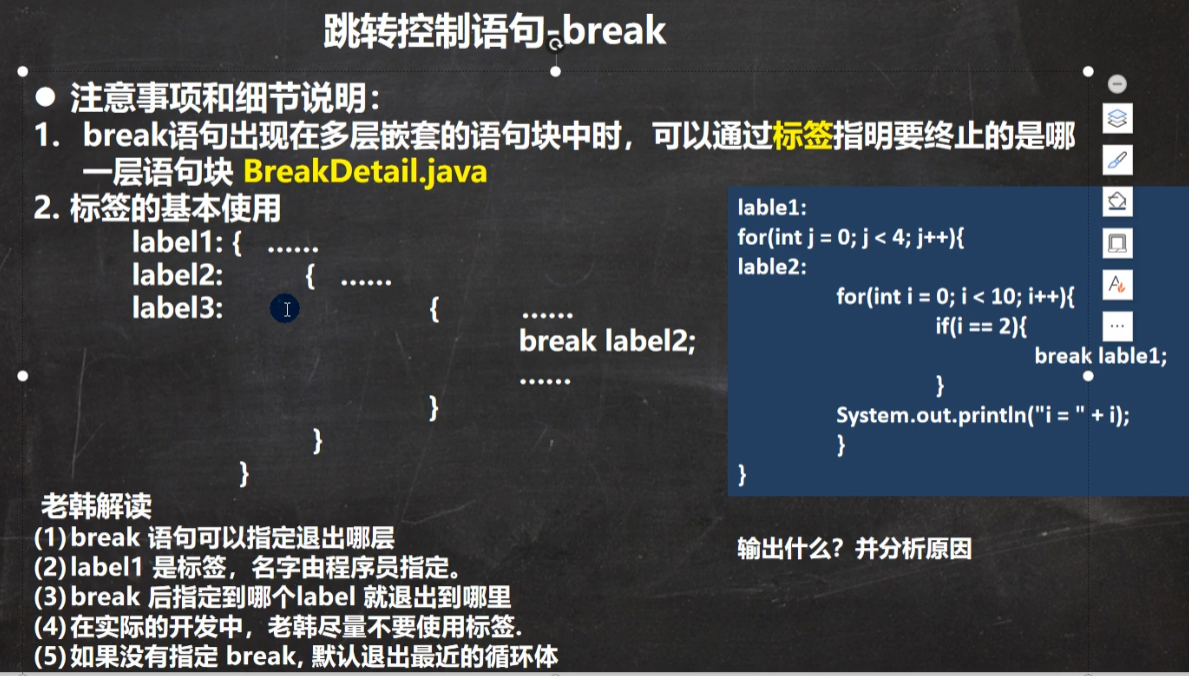 跳转控制语句-break
● 注意事项和细节说明：
1. break语句出现在多层嵌套的语句块中时，可以通过标签指明要终止的是哪
一层语句块 BreakDetail.java
2. 标签的基本使用
label1: { ……
label2: { ……
label3: { ……
break label2;
……
}
}
}
老韩解读
(1) break 语句可以指定退出哪层
(2) label1 是标签，名字由程序员指定。
(3) break 后指定到哪个label 就退出到哪里
(4) 在实际的开发中，老韩尽量不要使用标签.
(5) 如果没有指定 break, 默认退出最近的循环体
lable1:
for(int j = 0; j < 4; j++){
lable2:
for(int i = 0; i < 10; i++){
if(i == 2){
break lable1;
}
System.out.println("i = " + i);
}
}
输出什么？并分析原因